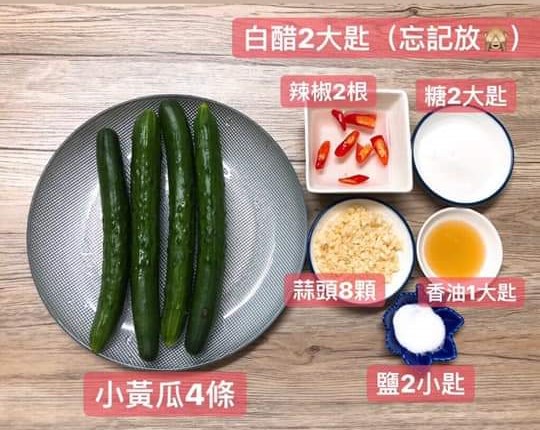 白醋2大匙（忘記放🙈）
辣椒2根
糖2大匙
蒜頭8顆
香油1大匙
鹽2小匙
小黃瓜4條